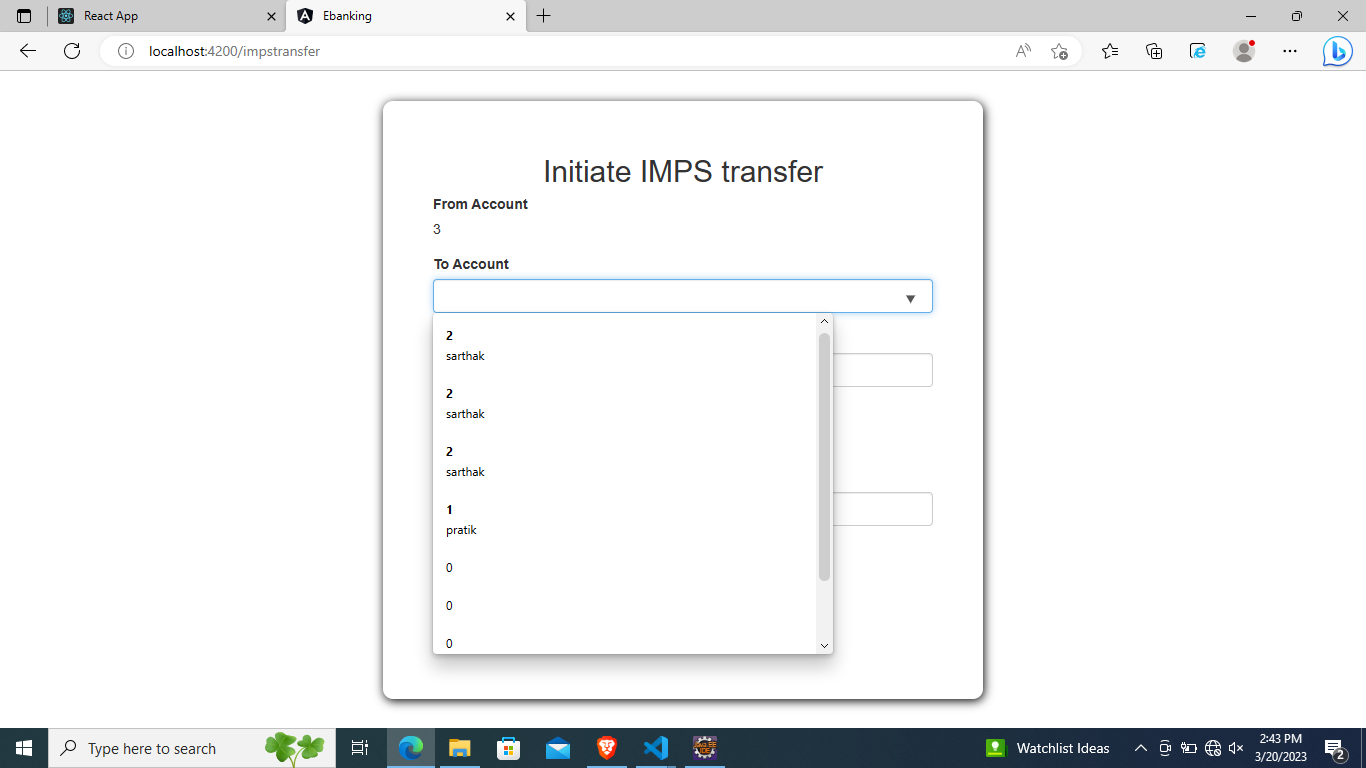 React App
Ebanking
localhost:4200/impstransfer
Initiate IMPS transfer
From Account
3
To Account
2
sarthak
2
sarthak
2
sarthak
1
pratik
0
0
0
Type here to search
Watchlist Ideas
2:43 PM
3/20/2023
2